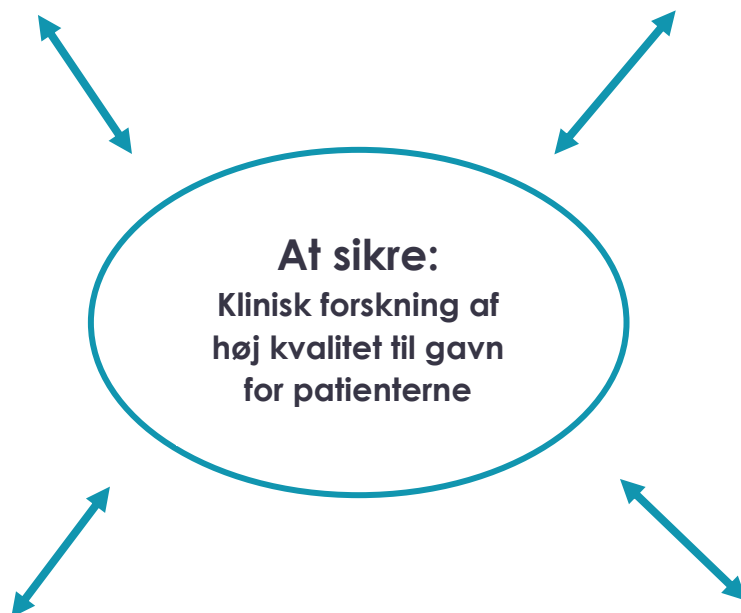 At sikre:
Klinisk forskning af
høj kvalitet til gavn
for patienterne